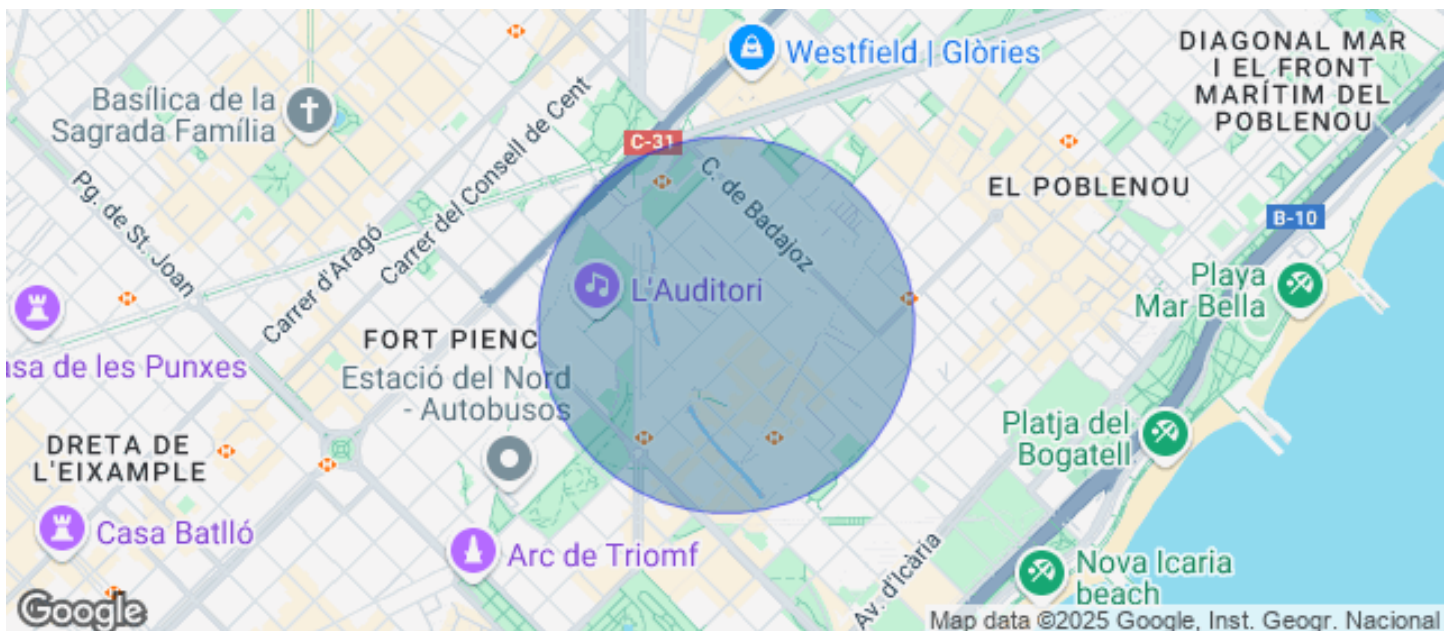 Westfield | Glòries
DIAGONAL MAR
I EL FRONT
MARÍTIM DEL
POBLENOU
Basílica de la
Sagrada Família
C-31
Carrer del Consell de Cent
C. de Badajoz
Pg. de St. Joan
EL POBLENOU
B-10
Carrer d'Aragó
L'Auditori
Playa
Mar Bella
FORT PIENC
asa de les Punxes
Estació del Nord
- Autobusos
Platja del
Bogatell
DRETA DE
L'EIXAMPLE
Casa Batlló
Arc de Triomf
Av. d'Icària
Nova Icaria
beach
Google
Map data ©2025 Google, Inst. Geogr. Nacional